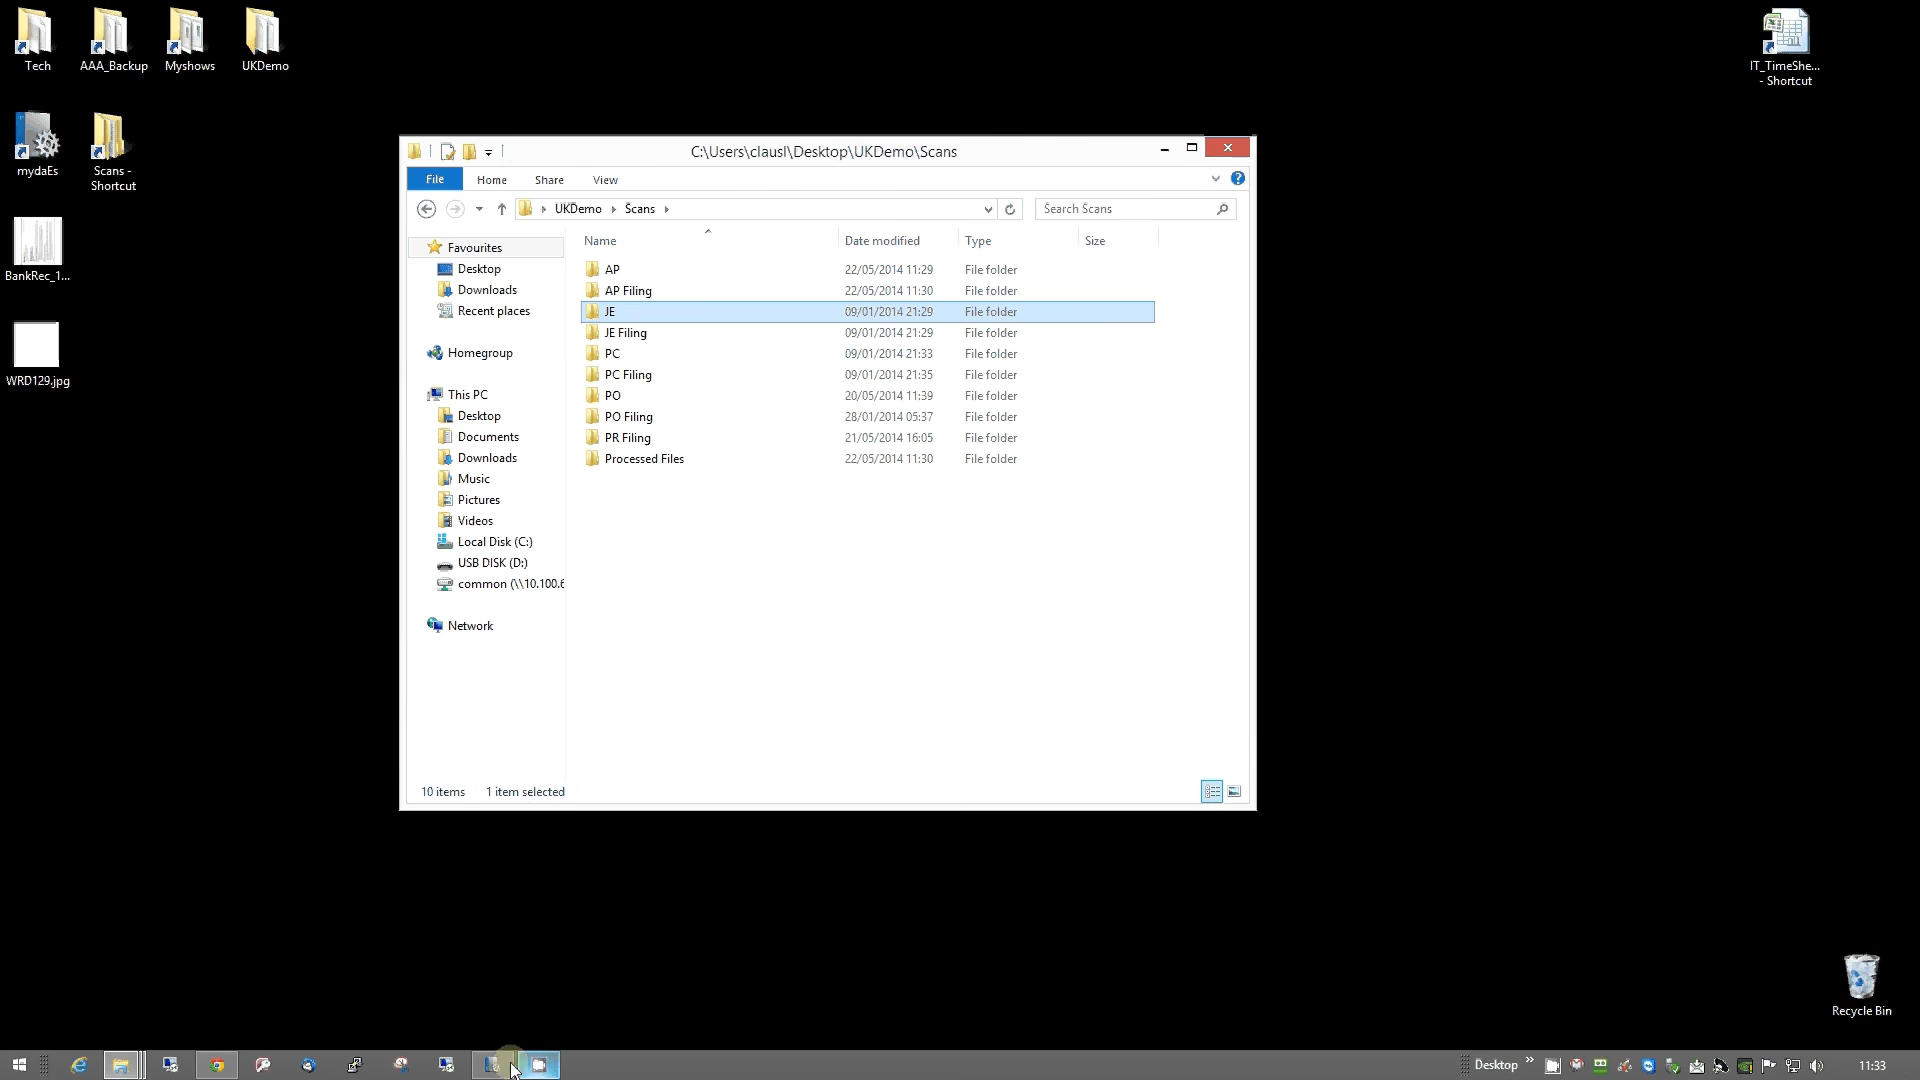 Tech
AAA_Backup
Myshows
UKDemo
IT_TimeShe...
- Shortcut
mydaEs
Scans -
Shortcut
BankRec_1...
WRD129.jpg
C:\Users\clausl\Desktop\UKDemo\Scans
File
Home
Share
View
UKDemo
Scans
Search Scans
Favourites
Desktop
Downloads
Recent places
Homegroup
This PC
Desktop
Documents
Downloads
Music
Pictures
Videos
Local Disk (C:)
USB DISK (D:)
common (\\10.100.6
Network
Name Date modified Type Size
AP 22/05/2014 11:29 File folder
AP Filing 22/05/2014 11:30 File folder
JE 09/01/2014 21:29 File folder
JE Filing 09/01/2014 21:29 File folder
PC 09/01/2014 21:33 File folder
PC Filing 09/01/2014 21:35 File folder
PO 20/05/2014 11:39 File folder
PO Filing 28/01/2014 05:37 File folder
PR Filing 21/05/2014 16:05 File folder
Processed Files 22/05/2014 11:30 File folder
10 items 1 item selected
Recycle Bin
Desktop
11:33